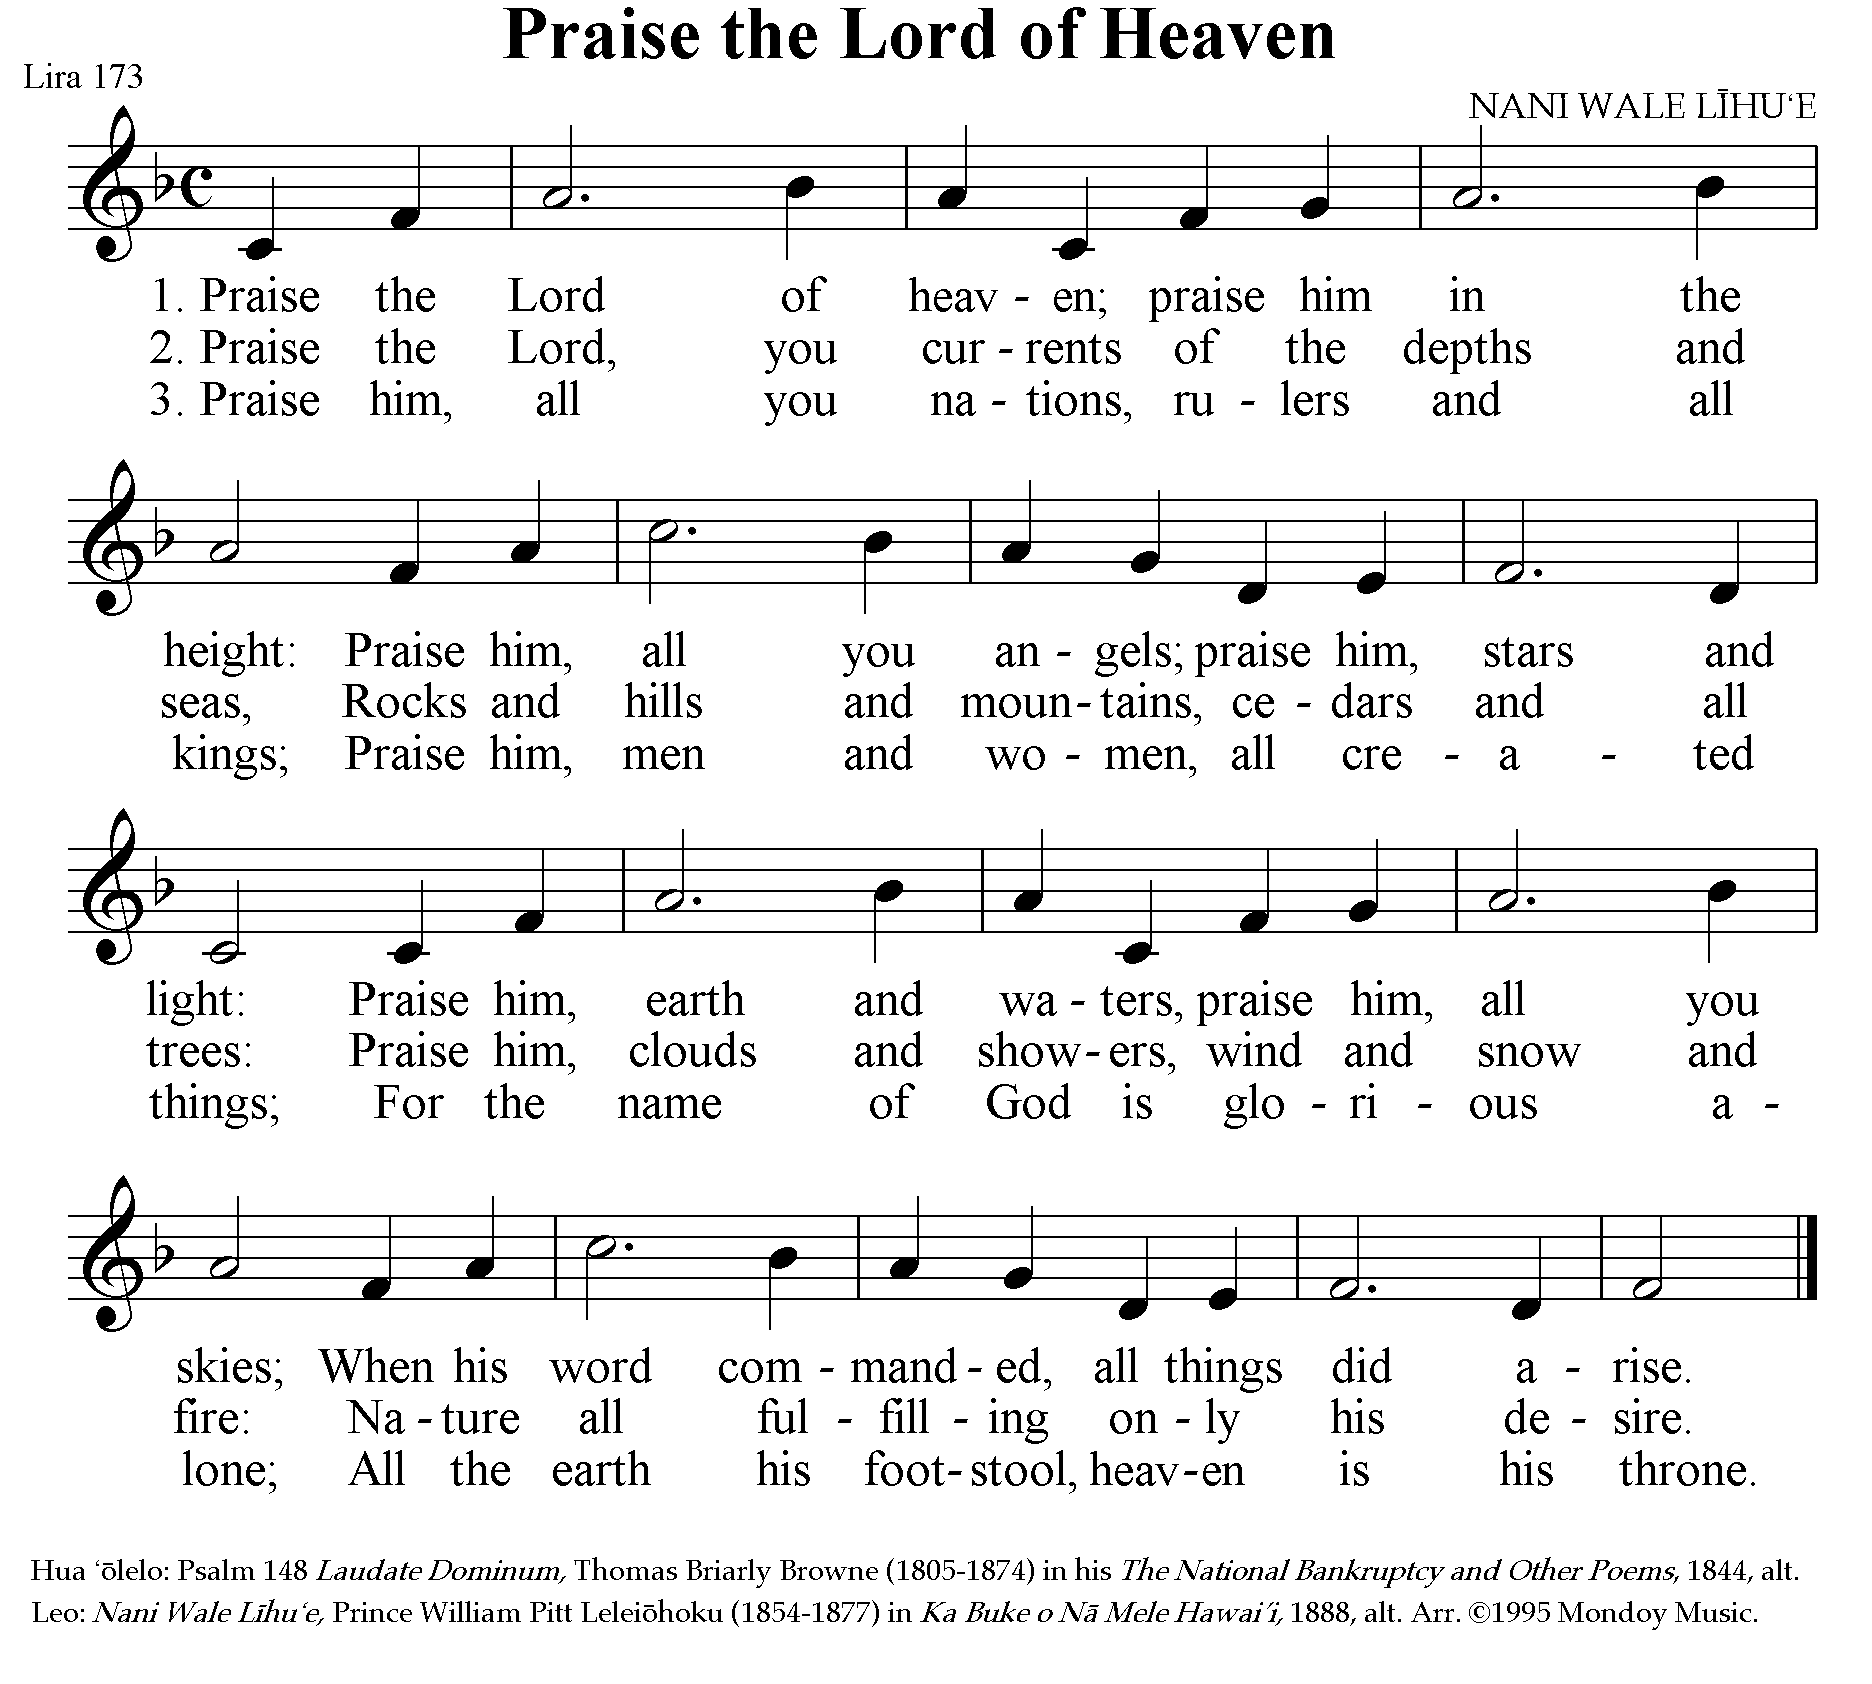 Praise the Lord of Heaven
Lira 173
NANI WALE LĪHUʻE
1. Praise the Lord of heav - en; praise him in the
2. Praise the Lord, you cur - rents of the depths and
3. Praise him, all you na - tions, ru - lers and all
height: Praise him, all you an - gels; praise him, stars and
seas, Rocks and hills and moun - tains, ce - dars and all
kings; Praise him, men and wo - men, all cre - a - ted
light: Praise him, earth and wa - ters, praise him, all you
trees: Praise him, clouds and show - ers, wind and snow and
things; For the name of God is glo - ri - ous a -
skies; When his word com - mand - ed, all things did a - rise.
fire: Na - ture all ful - fill - ing on - ly his de - sire.
lone; All the earth his foot - stool, heav - en is his throne.
Hua ʻōlelo: Psalm 148 Laudate Dominum, Thomas Briarly Browne (1805-1874) in his The National Bankruptcy and Other Poems, 1844, alt.
Leo: Nani Wale Līhuʻe, Prince William Pitt Leleiōhoku (1854-1877) in Ka Buke o Nā Mele Hawaiʻi, 1888, alt. Arr. ©1995 Mondoy Music.